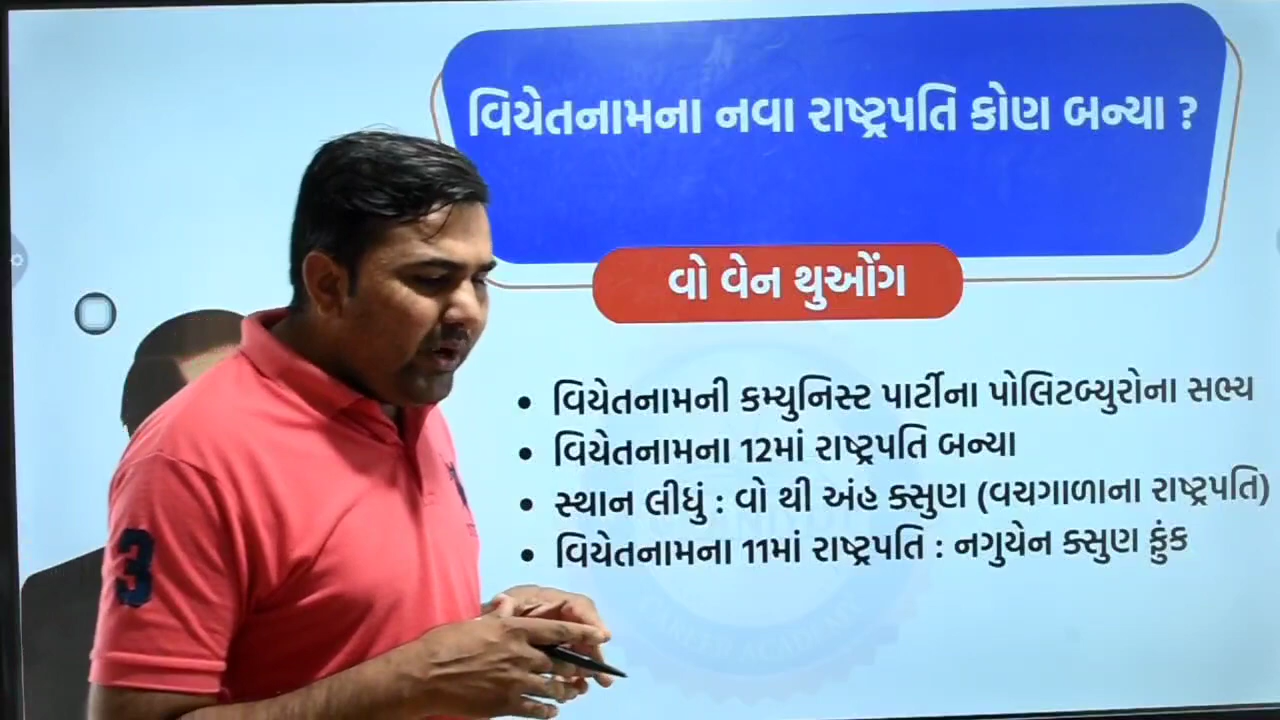 વિયેતનામના નવા રાષ્ટ્રપતિ કોણ બન્યા ?
વો વેન થુઓંગ
• વિયેતનામની કમ્યુનિસ્ટ પાર્ટીના પોલિટબ્યુરોના સભ્ય
• વિયેતનામના 12માં રાષ્ટ્રપતિ બન્યા
• સ્થાન લીધું : વો થી અંહ ક્સુણ (વચગાળાના રાષ્ટ્રપતિ)
• વિયેતનામના 11માં રાષ્ટ્રપતિ : નગુયેન ક્સુણ ફુંક
3